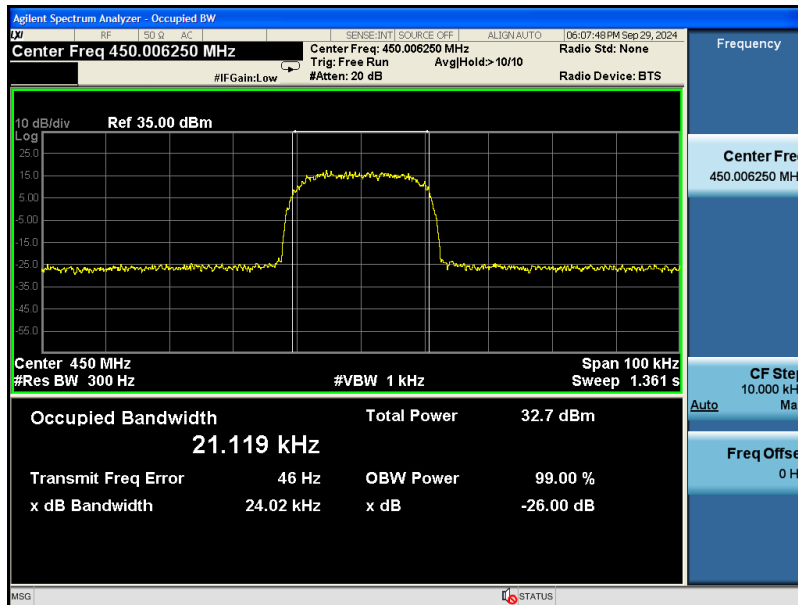 Agilent Spectrum Analyzer - Occupied BW
LXI RF 50 Ω AC SENSE:INT SOURCE OFF ALIGN AUTO 06:07:48 PM Sep 29, 2024
Center Freq 450.006250 MHz
Center Freq: 450.006250 MHz Radio Std: None
Trig: Free Run Avg|Hold:> 10/10
#IFGain:Low #Atten: 20 dB Radio Device: BTS
10 dB/div Ref 35.00 dBm
Log
25.0
15.0
5.00
-5.00
-15.0
-25.0
-35.0
-45.0
-55.0
Center 450 MHz Span 100 kHz
#Res BW 300 Hz #VBW 1 kHz Sweep 1.361 s
Occupied Bandwidth Total Power 32.7 dBm
21.119 kHz
Transmit Freq Error 46 Hz OBW Power 99.00 %
x dB Bandwidth 24.02 kHz x dB -26.00 dB
MSG STATUS
Frequency
Center Fre
450.006250 MH
CF Step
10.000 kH
Auto Ma
Freq Offse
0 H